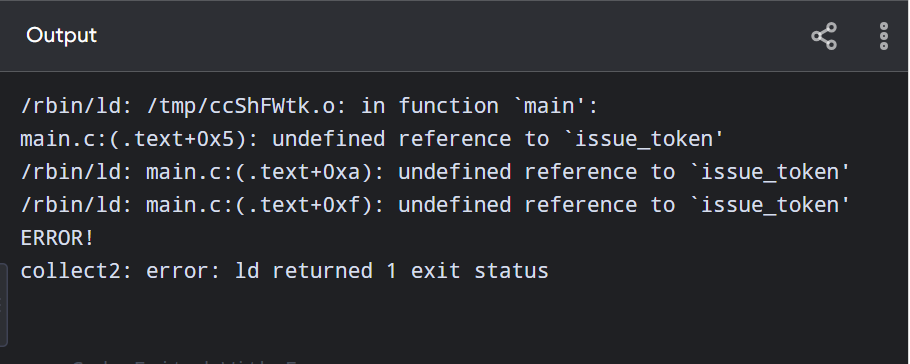 Output
/rbin/ld: /tmp/ccShFWtk.o: in function `main':
main.c:(.text+0x5): undefined reference to `issue_token'
/rbin/ld: main.c:(.text+0xa): undefined reference to `issue_token'
/rbin/ld: main.c:(.text+0xf): undefined reference to `issue_token'
ERROR!
collect2: error: ld returned 1 exit status